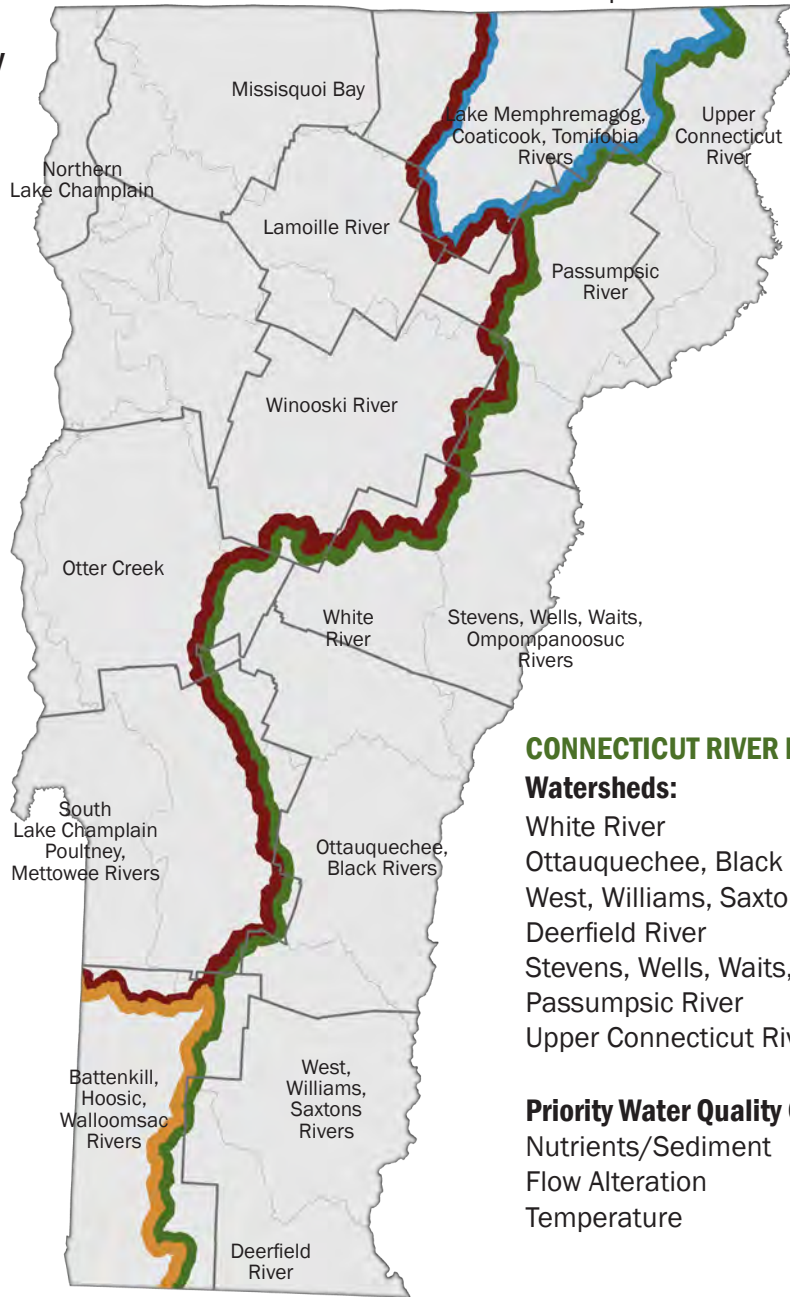 Missisquoi Bay
Lake Memphremagog,
Coaticook, Tomifobia
Rivers
Upper
Connecticut
River
Northern
Lake Champlain
Lamoille River
Passumpsic
River
Winooski River
Otter Creek
White
River
Stevens, Wells, Waits,
Ompompanoosuc
Rivers
South
Lake Champlain
Poultney,
Mettowee Rivers
Ottauquechee,
Black Rivers
Battenkill,
Hoosic,
Walloomsac
Rivers
West,
Williams,
Saxtons
Rivers
Deerfield
River
CONNECTICUT RIVER
Watersheds:
White River
Ottauquechee, Black
West, Williams, Saxto
Deerfield River
Stevens, Wells, Waits,
Passumpsic River
Upper Connecticut Riv
Priority Water Quality
Nutrients/Sediment
Flow Alteration
Temperature